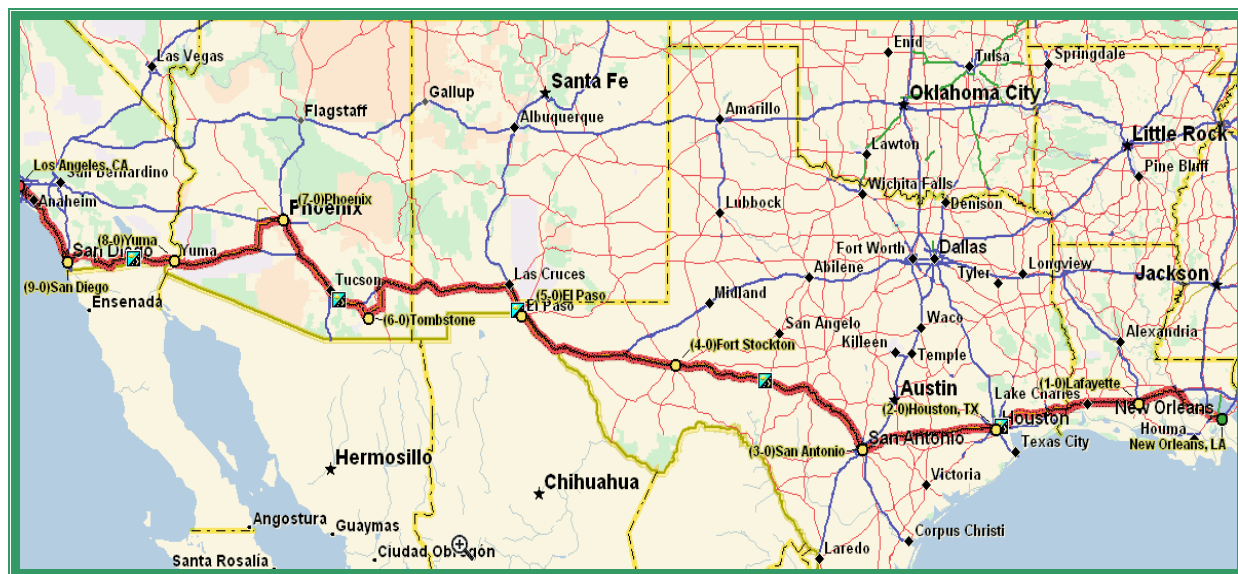 Enid
Las Vegas
Tulsa
Springdale
Santa Fe
Gallup
Oklahoma City
Flagstaff
Albuquerque
Amarillo
Little Rock
Lawton
Los Angeles, CA
San Bernardino
Pine Bluff
Wichita Falls
Anaheim
(7-0)Phoenix
Phoenix
Lubbock
Denison
(8-0)Yuma
San Diego
Yuma
Fort Worth
Dallas
Tucson
Las Cruces
Abilene
Tyler
Longview
Jackson
(9-0)San Diego
(5-0)El Paso
Midland
Ensenada
El Paso
(6-0)Tombstone
San Angelo
Waco
Alexandria
(4-0)Fort Stockton
Killeen
Temple
(1-0)Lafayette
Austin
Lake Charles
(2-0)Houston, TX
New Orleans
Houston
Houma
San Antonio
Texas City
New Orleans, LA
(3-0)San Antonio
Hermosillo
Victoria
Chihuahua
Angostura
Guaymas
Corpus Christi
Ciudad Obregón
Laredo
Santa Rosalia